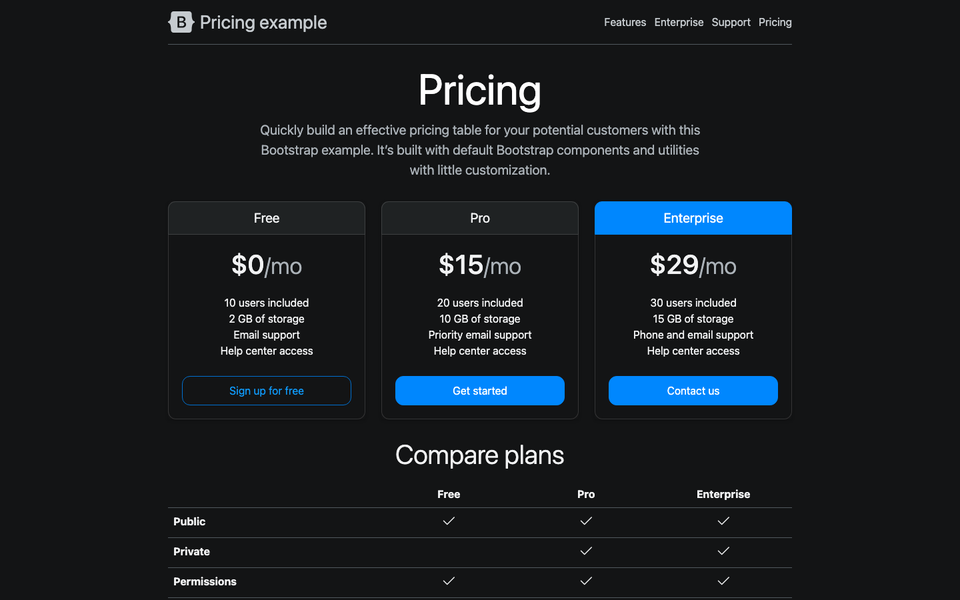 B Pricing example
Features Enterprise Support Pricing
Pricing
Quickly build an effective pricing table for your potential customers with this
Bootstrap example. It’s built with default Bootstrap components and utilities
with little customization.
Free
$0/mo
10 users included
2 GB of storage
Email support
Help center access
Sign up for free
Pro
$15/mo
20 users included
10 GB of storage
Priority email support
Help center access
Get started
Enterprise
$29/mo
30 users included
15 GB of storage
Phone and email support
Help center access
Contact us
Compare plans
Free Pro Enterprise
Public
Private
Permissions